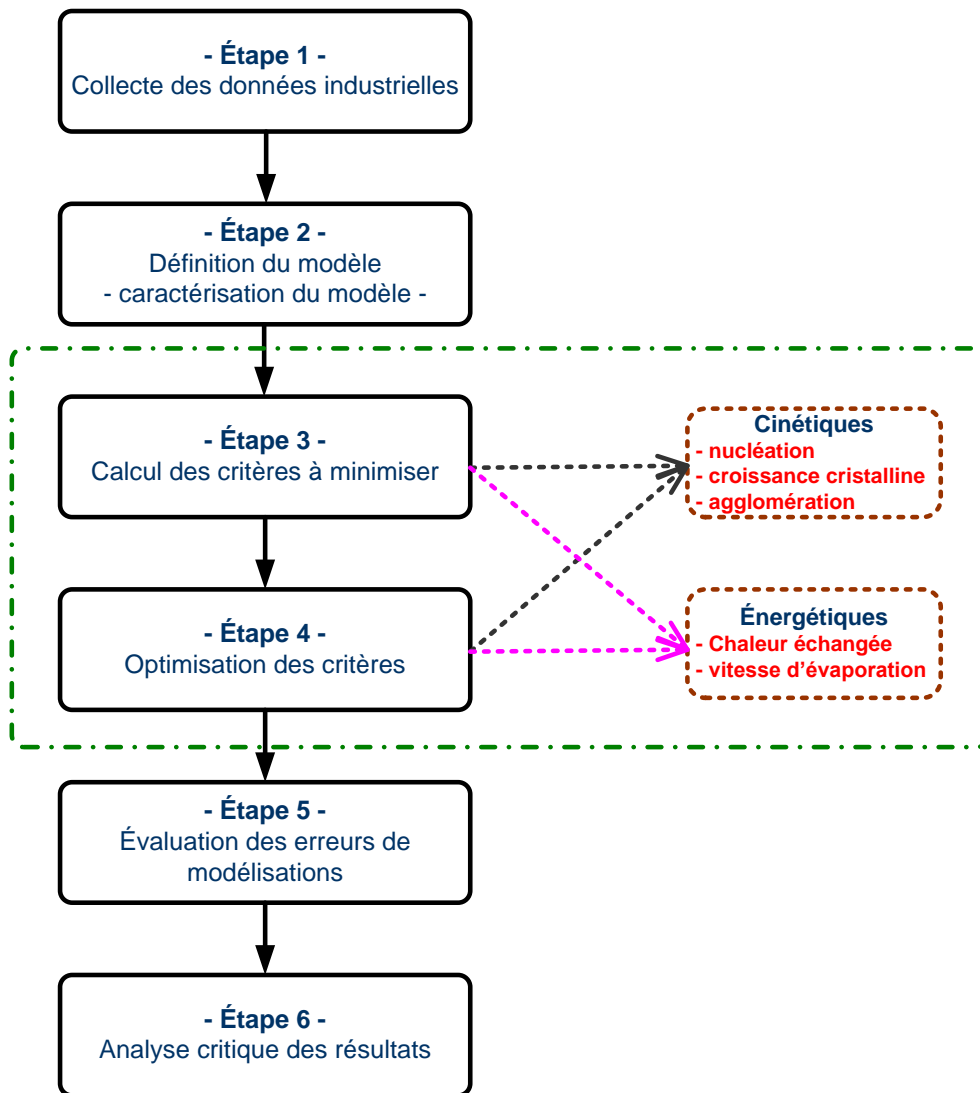 - Étape 1 -
Collecte des données industrielles
- Étape 2 -
Définition du modèle
- caractérisation du modèle -
- Étape 3 -
Calcul des critères à minimiser
Cinétiques
- nucléation
- croissance cristalline
- agglomération
- Étape 4 -
Optimisation des critères
Énergétiques
- Chaleur échangée
- vitesse d'évaporation
- Étape 5 -
Évaluation des erreurs de
modélisations
- Étape 6 -
Analyse critique des résultats